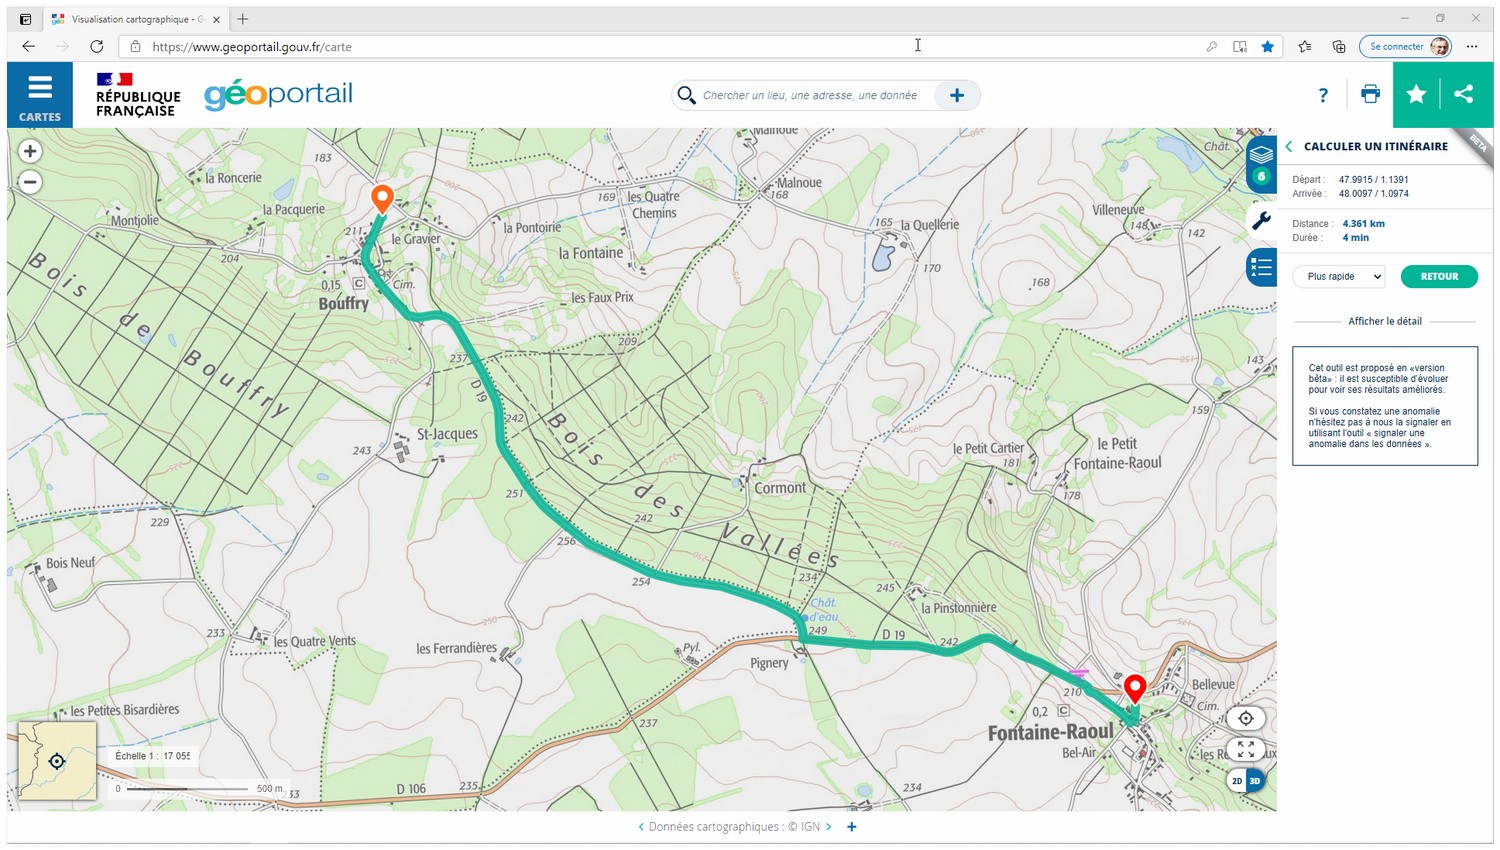 Visualisation cartographique - G
https://www.geoportail.gouv.fr/carte
Se connecter
CARTES
RÉPUBLIQUE
FRANÇAISE
géoportail
Chercher un lieu, une adresse, une donnée
?
BETA
CALCULER UN ITINÉRAIRE
Départ : 47.9915 / 1.1391
Arrivée : 48.0097 / 1.0974
Distance : 4.361 km
Durée : 4 min
Plus rapide
RETOUR
Afficher le détail
Cet outil est proposé en «version
bêta» : il est susceptible d'évoluer
pour voir ses résultats améliorés.
Si vous constatez une anomalie
n'hésitez pas à nous la signaler en
utilisant l'outil « signaler une
anomalie dans les données ».
6
Malnoue
Chât.
183
la Roncerie
200
Malnoue
168
169
les Quatre
Chemins
la Pacquerie
Montjolie
Villeneuve
148
142
211
le Gravier
la Pontoirie
165
la Quellerie
204
la Fontaine
170
168
0,15 C
Cim.
Bouffry
les Faux Prix
Bois
de
Bouffry
225
209
237
D 19
143
159
242
St-Jacques
243
Bois
des
Vallées
200
225
le Petit Cartier
181
le Petit
Fontaine-Raoul
178
Cormont
251
242
229
256
225
254
234
245
Bois Neuf
la Pinstonnière
Chât.
d'eau
249
250
D 19
242
233
les Quatre Vents
les Ferrandières
Pyl.
Pignery
210
Bellevue
Cim.
0,2 C
Fontaine-Raoul
Bel-Air
les Petites Bisardières
237
D 106
235
234
Échelle 1 : 17 055
0
500 m
2D
3D
Données cartographiques : © IGN